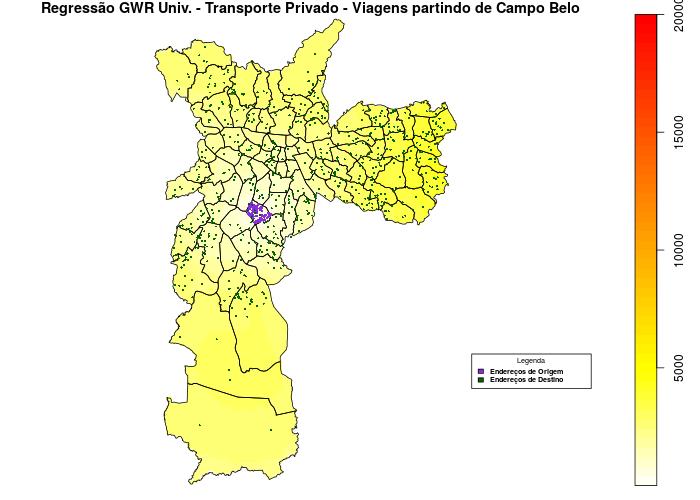 Regressão GWR Univ. - Transporte Privado - Viagens partindo de Campo Belo
20000
15000
10000
5000
Legenda
Endereços de Origem
Endereços de Destino